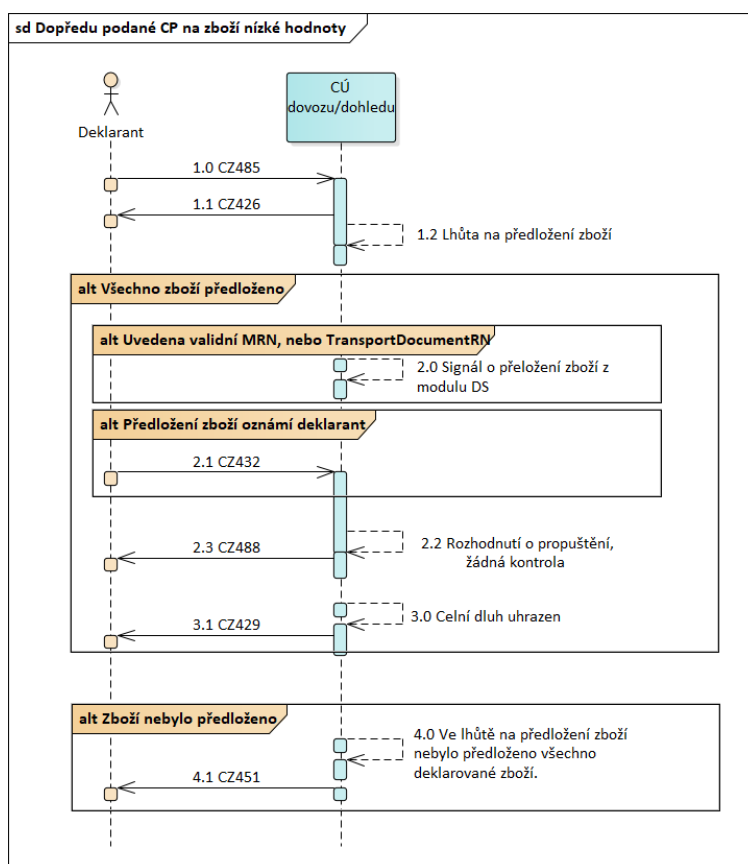 sd Dopředu podané CP na zboží nízké hodnoty
Deklarant
CÚ
dovozu/dohledu
1.0 CZ485
1.1 CZ426
1.2 Lhůta na předložení zboží
alt Všechno zboží předloženo
alt Uvedena validní MRN, nebo TransportDocumentRN
2.0 Signál o přeložení zboží z
modulu DS
alt Předložení zboží oznámí deklarant
2.1 CZ432
2.2 Rozhodnutí o propuštění,
žádná kontrola
2.3 CZ488
3.0 Celní dluh uhrazen
3.1 CZ429
alt Zboží nebylo předloženo
4.0 Ve lhůtě na předložení zboží
nebylo předloženo všechno
deklarované zboží.
4.1 CZ451